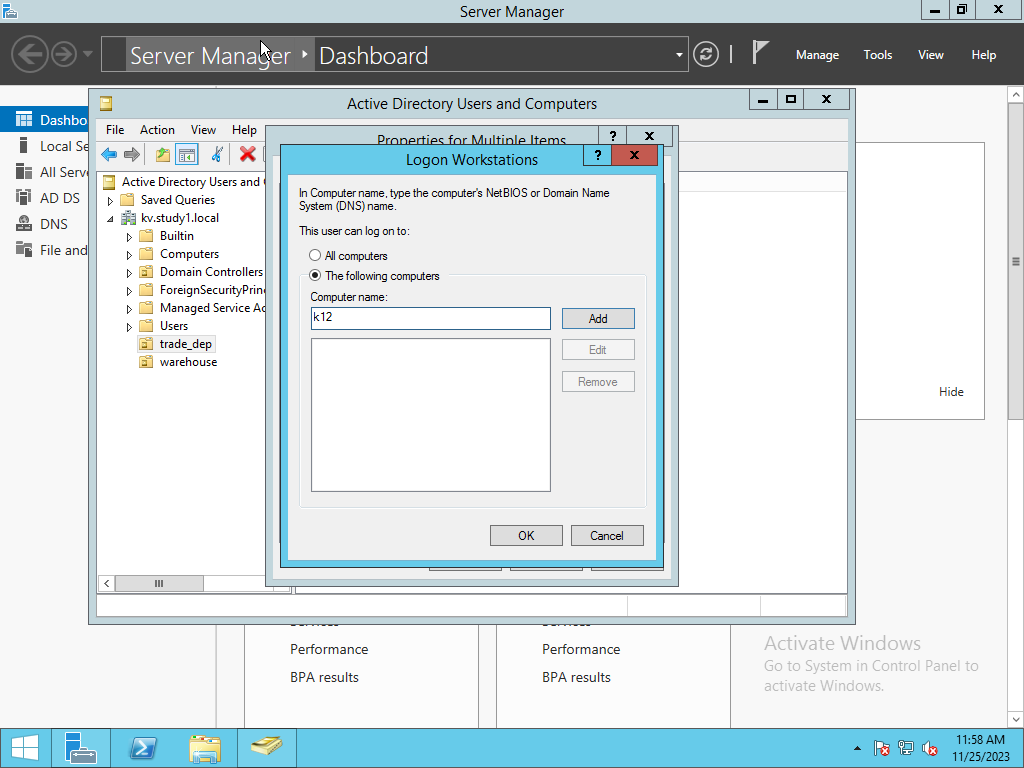 Server Manager
Server Manager
Dashboard
Manage
Tools
View
Help
Active Directory Users and Computers
File
Action
View
Help
Properties for Multiple Items
Logon Workstations
In Computer name, type the computer's NetBIOS or Domain Name
System (DNS) name.
This user can log on to:
All computers
The following computers
Computer name:
k12
Add
Edit
Remove
OK
Cancel
Dashbo
Local Se
All Serve
AD DS
DNS
File and
Active Directory Users and
Saved Queries
kv.study1.local
Builtin
Computers
Domain Controllers
ForeignSecurityPrinc
Managed Service Ac
Users
trade_dep
warehouse
Hide
Services
Performance
BPA results
Services
Performance
BPA results
Activate Windows
Go to System in Control Panel to
activate Windows.
11:58 AM
11/25/2023